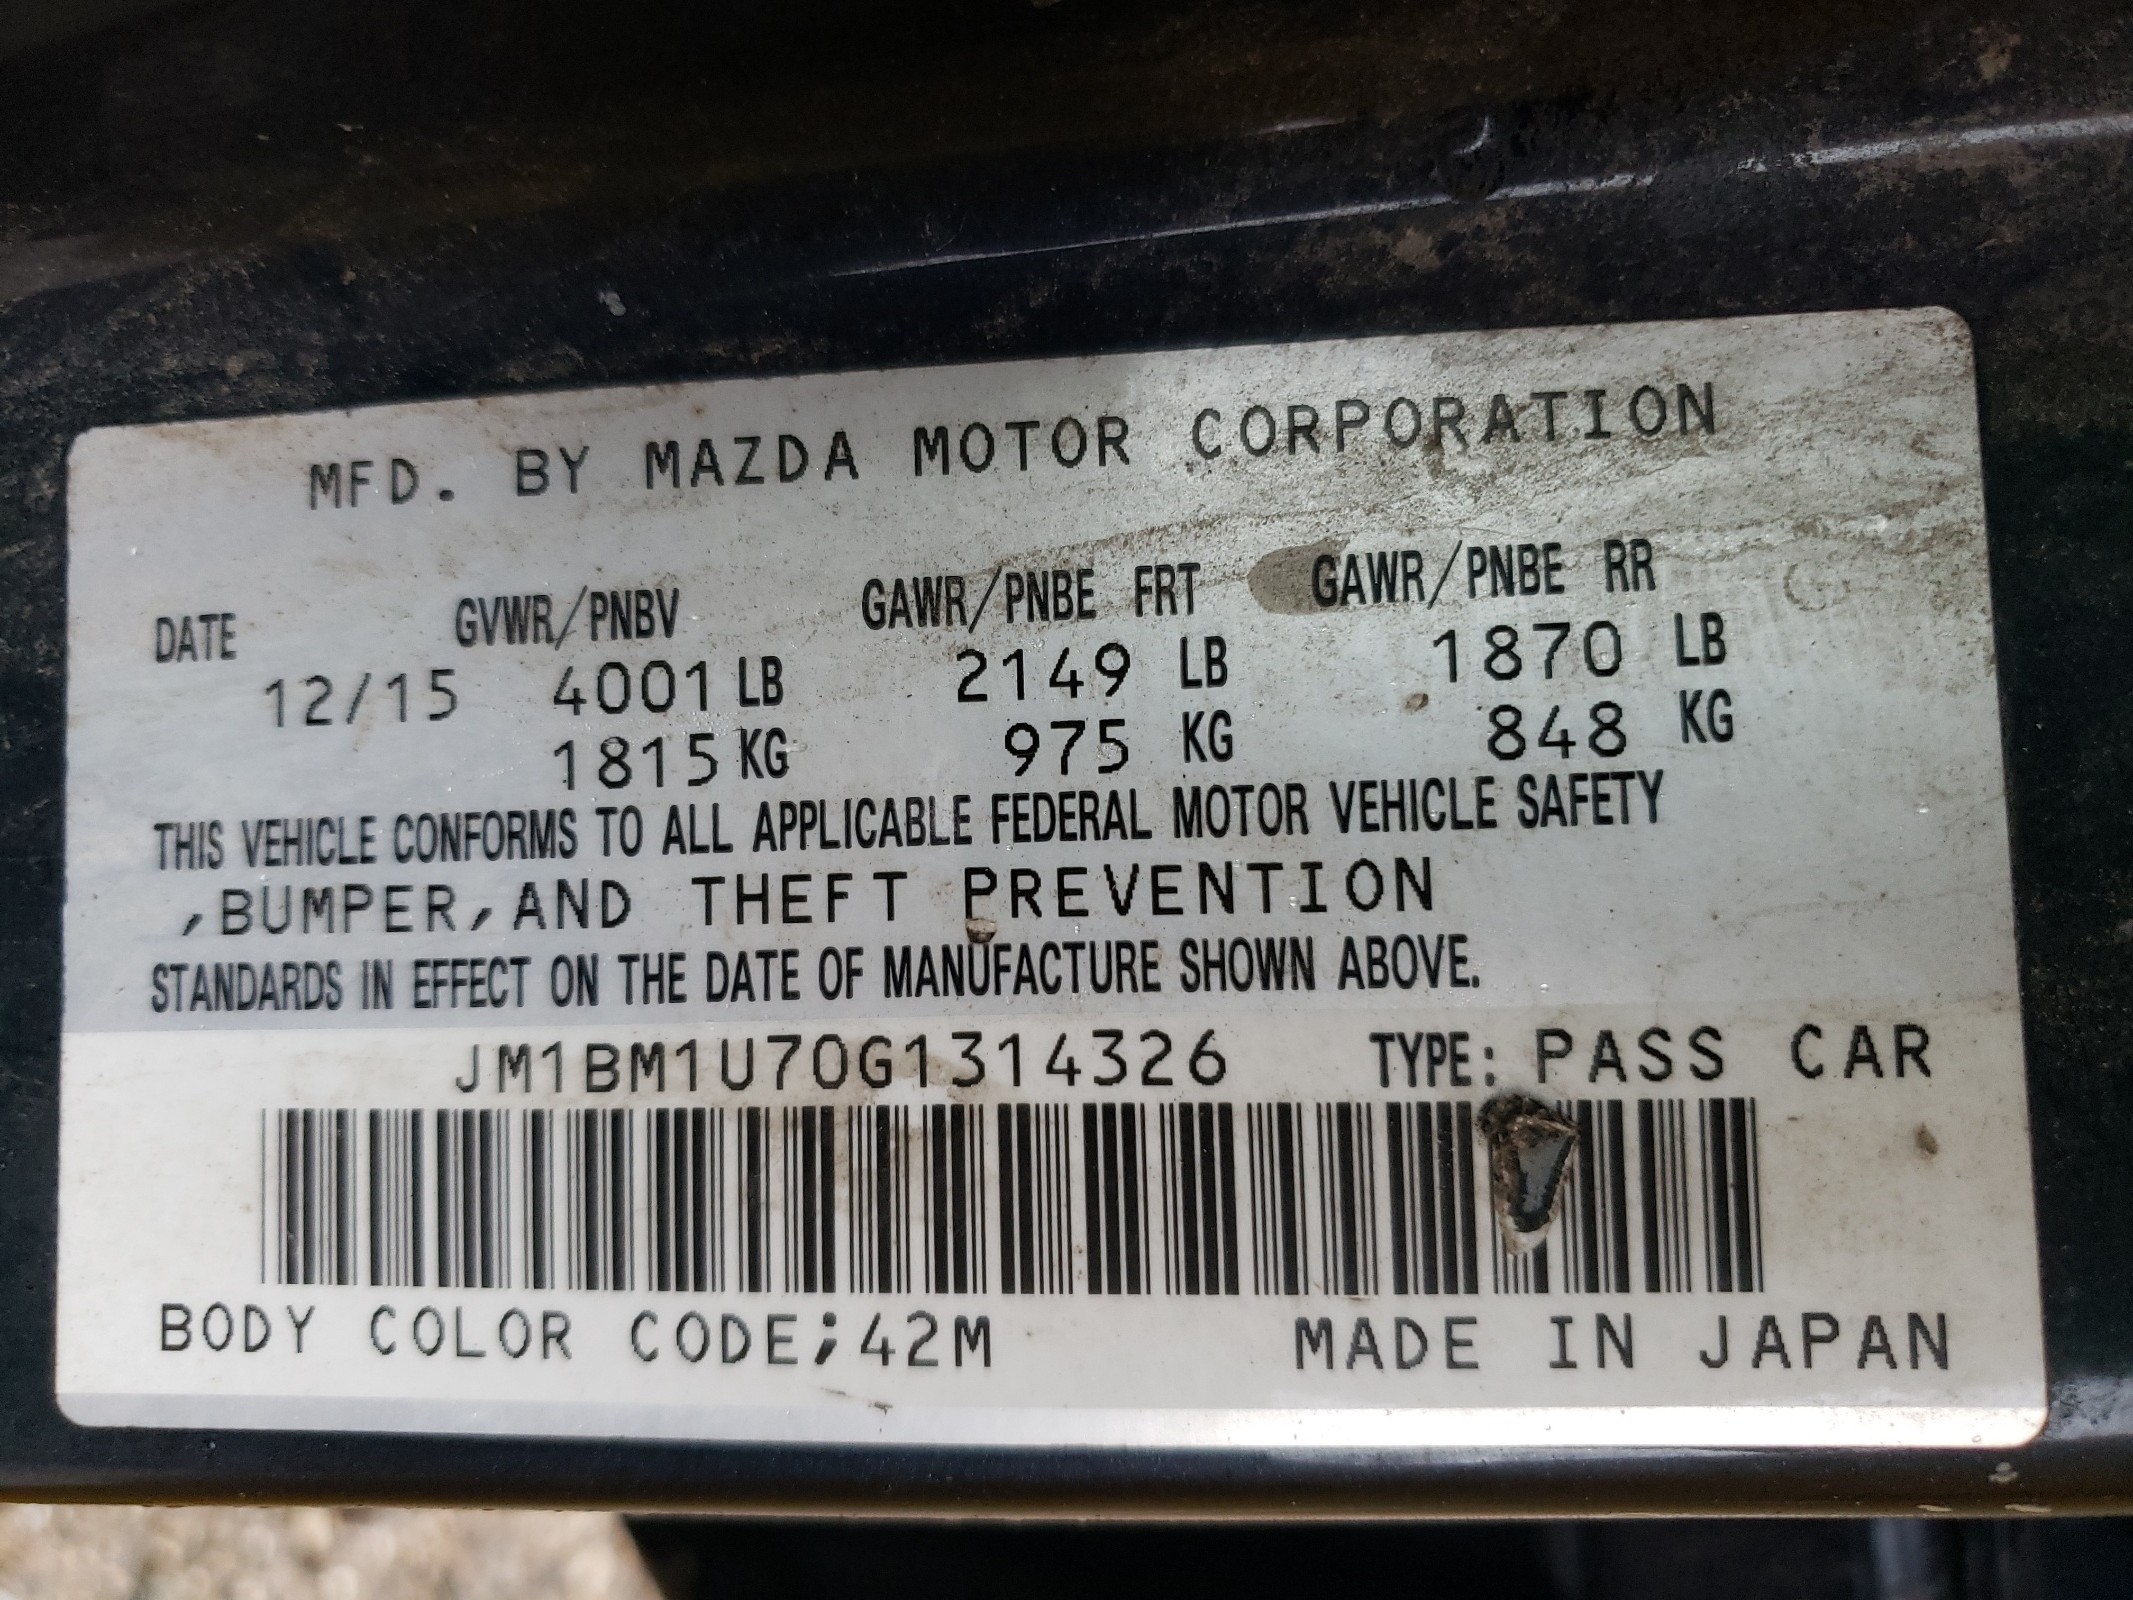 MFD. BY MAZDA MOTOR CORPORATION
DATE GVWR/PNBV GAWR/PNBE FRT GAWR/PNBE RR
12/15 4001 LB 2149 LB 1870 LB
1815 KG 975 KG 848 KG
THIS VEHICLE CONFORMS TO ALL APPLICABLE FEDERAL MOTOR VEHICLE SAFETY
,BUMPER,AND THEFT PREVENTION
STANDARDS IN EFFECT ON THE DATE OF MANUFACTURE SHOWN ABOVE.
JM1BM1U70G1314326 TYPE: PASS CAR
BODY COLOR CODE;42M MADE IN JAPAN